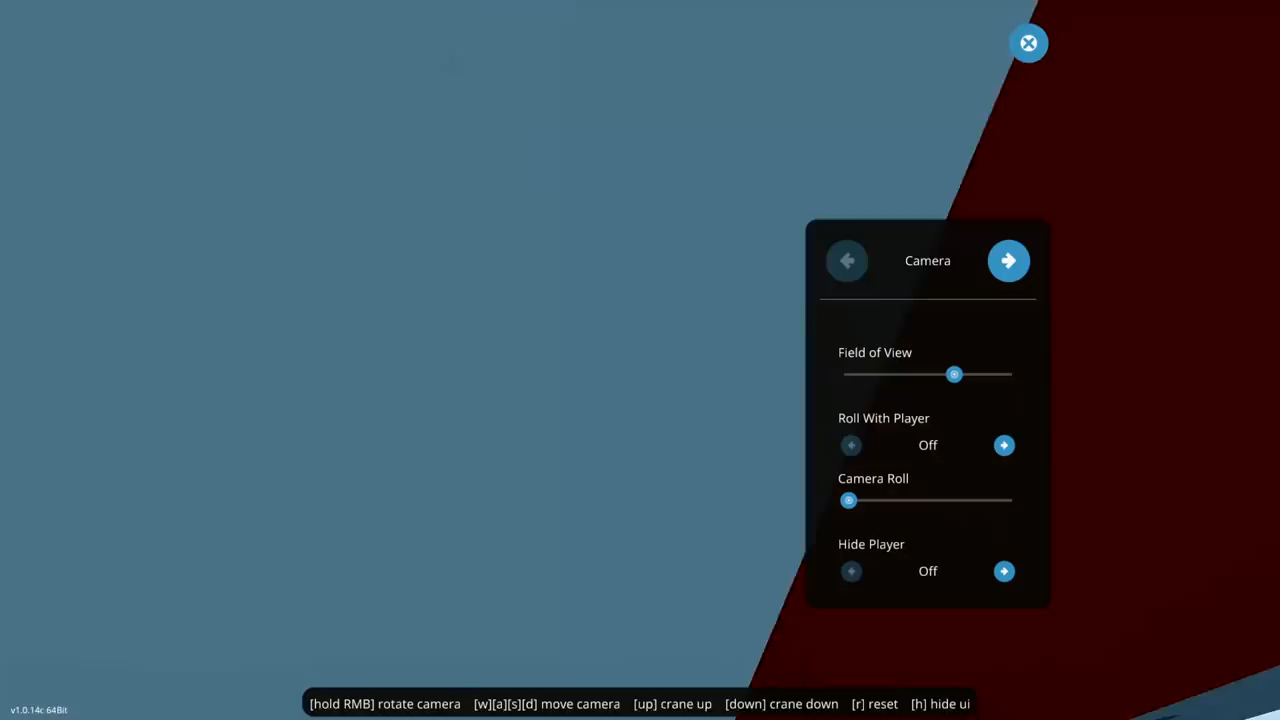 Camera
Field of View
Roll With Player
Off
Camera Roll
Hide Player
Off
[hold RMB] rotate camera [w][a][s][d] move camera [up] crane up [down] crane down [r] reset [h] hide ui
v1.0.14c 64Bit